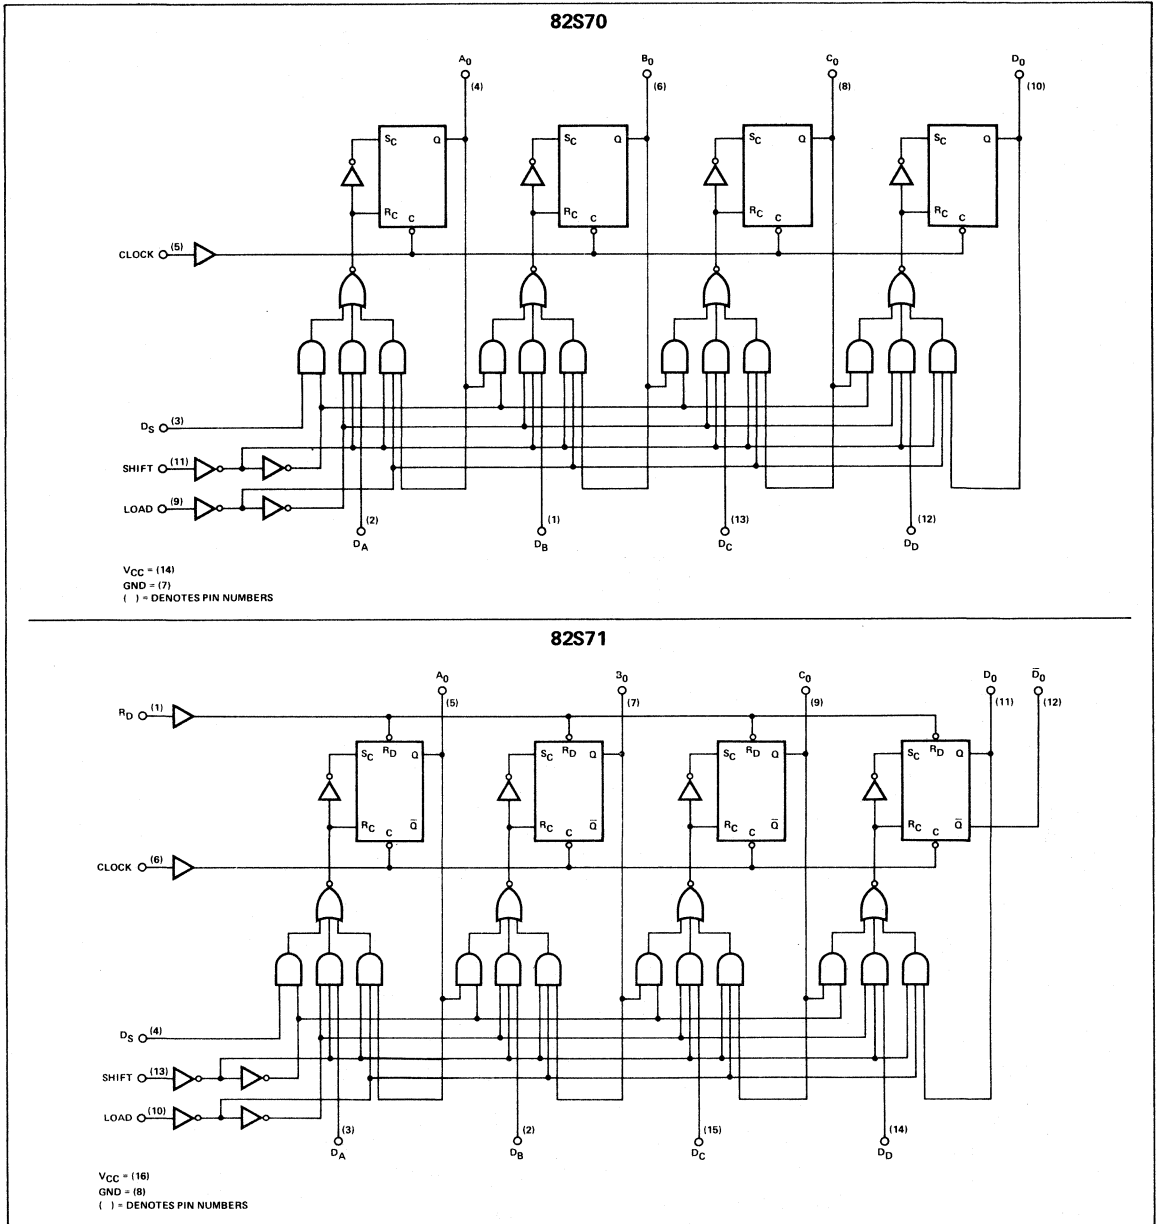 82S70
A0 B0 C0 D0
(4) (6) (8) (10)
SC Q SC Q SC Q SC Q
RC C RC C RC C RC C
CLOCK (5)
DS (3)
SHIFT (11)
LOAD (9)
(2) (1) (13) (12)
DA DB DC DD
VCC = (14)
GND = (7)
( ) = DENOTES PIN NUMBERS
82S71
A0 30 C0 D0 D̅0
(5) (7) (9) (11) (12)
RD (1)
SC RD Q SC RD Q SC RD Q SC RD Q
RC C Q̅ RC C Q̅ RC C Q̅ RC C Q̅
CLOCK (6)
DS (4)
SHIFT (13)
LOAD (10)
(3) (2) (15) (14)
DA DB DC DD
VCC = (16)
GND = (8)
( ) = DENOTES PIN NUMBERS